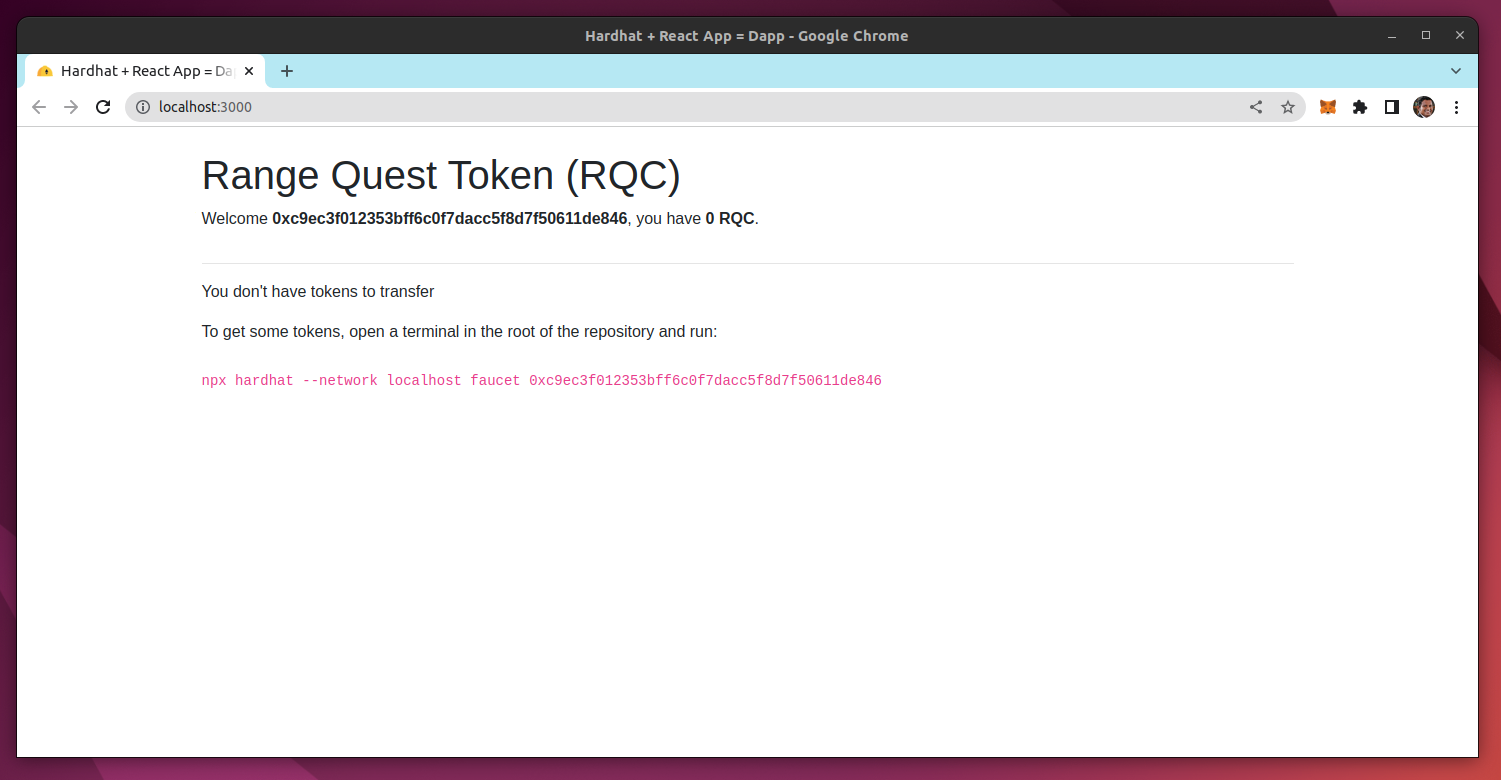 Hardhat + React App = Dapp - Google Chrome
Hardhat + React App = Da
localhost:3000
Range Quest Token (RQC)
Welcome 0xc9ec3f012353bff6c0f7dacc5f8d7f50611de846, you have 0 RQC.
You don't have tokens to transfer
To get some tokens, open a terminal in the root of the repository and run:
npx hardhat --network localhost faucet 0xc9ec3f012353bff6c0f7dacc5f8d7f50611de846